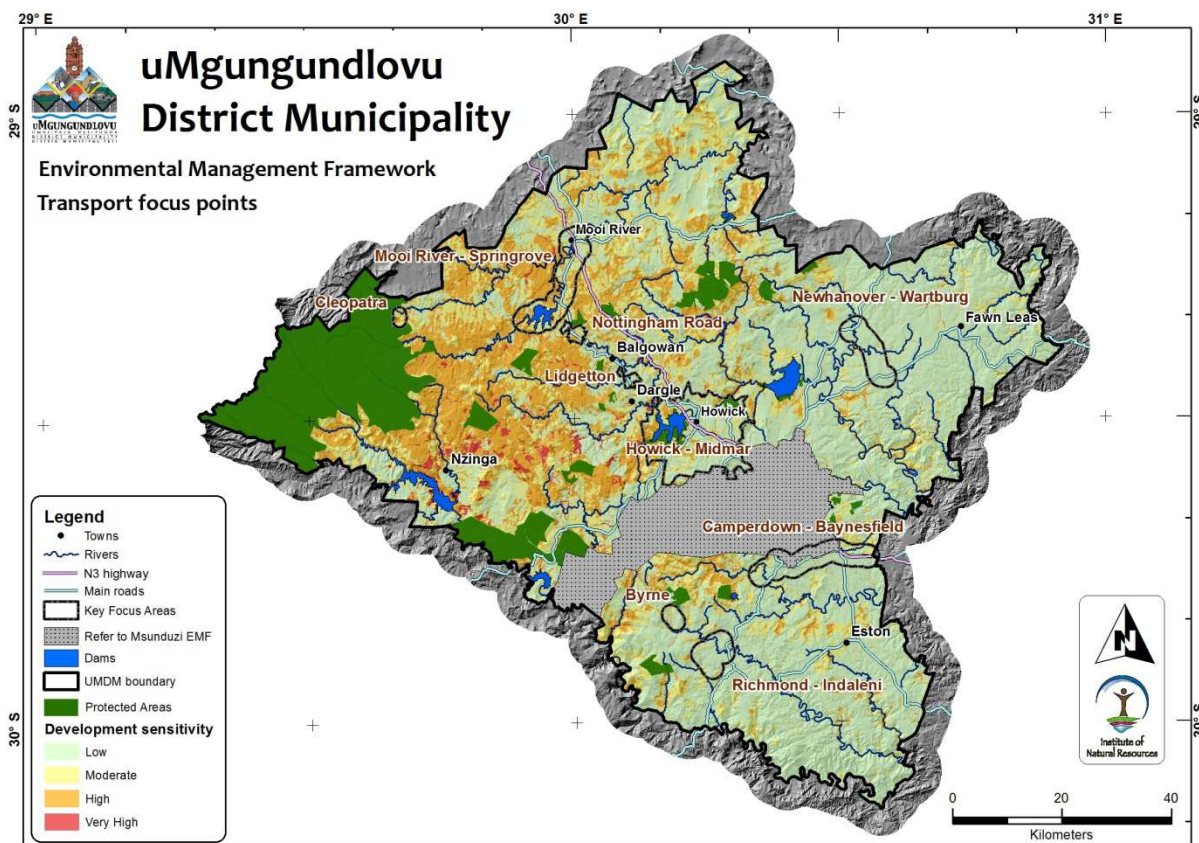 29° E
30° E
31° E
uMgungundlovu
District Municipality
uMGUNGUNDLOVU
Environmental Management Framework
Transport focus points
29° S
Mooi River
Mooi River - Springrove
Cleopatra
Newhanover - Wartburg
Fawn Leas
Nottingham Road
Balgowan
Lidgetton
Dargle
Howick
Howick - Midmar
Nzinga
Camperdown - Baynesfield
Byrne
Eston
Richmond - Indaleni
Legend
Towns
Rivers
N3 highway
Main roads
Key Focus Areas
Refer to Msunduzi EMF
Dams
UMDM boundary
Protected Areas
Development sensitivity
Low
Moderate
High
Very High
30° S
N
Institute of
Natural Resources
0 20 40
Kilometers